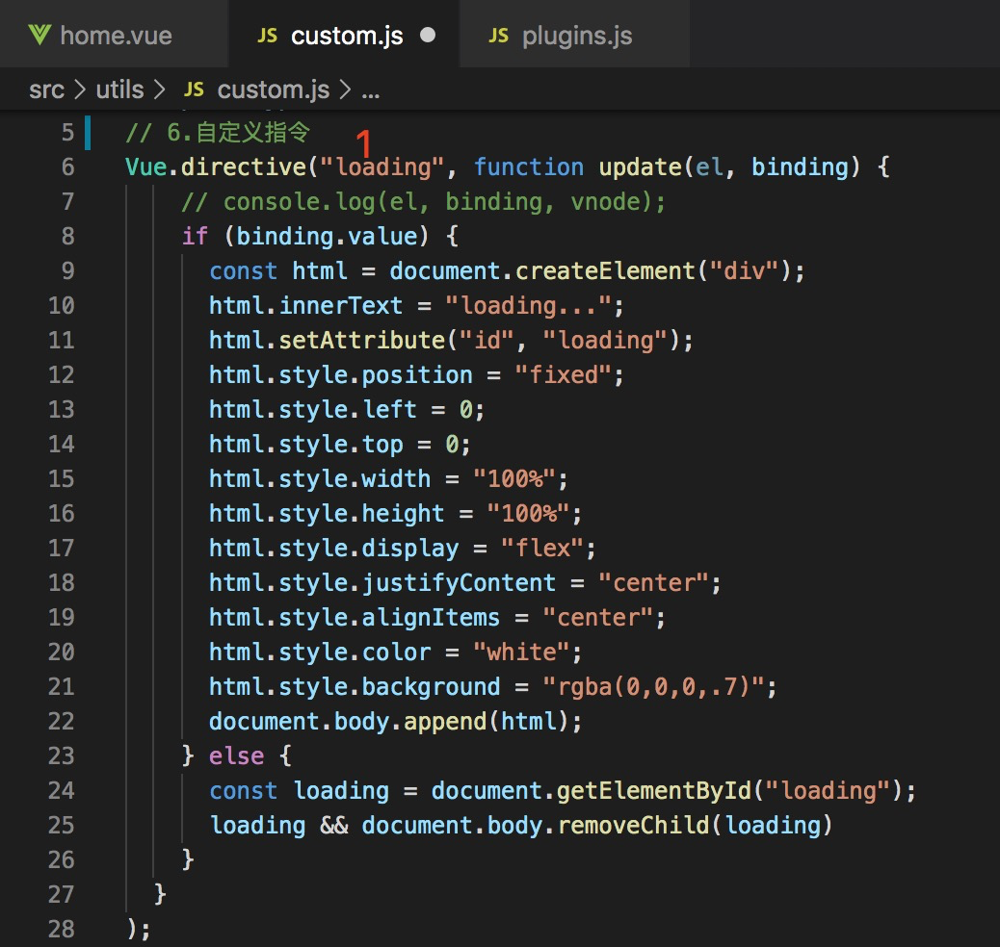 home.vue JS custom.js JS plugins.js
src > utils > JS custom.js > ...
5 // 6.自定义指令
1
6 Vue.directive("loading", function update(el, binding) {
7 // console.log(el, binding, vnode);
8 if (binding.value) {
9 const html = document.createElement("div");
10 html.innerText = "loading...";
11 html.setAttribute("id", "loading");
12 html.style.position = "fixed";
13 html.style.left = 0;
14 html.style.top = 0;
15 html.style.width = "100%";
16 html.style.height = "100%";
17 html.style.display = "flex";
18 html.style.justifyContent = "center";
19 html.style.alignItems = "center";
20 html.style.color = "white";
21 html.style.background = "rgba(0,0,0,.7)";
22 document.body.append(html);
23 } else {
24 const loading = document.getElementById("loading");
25 loading && document.body.removeChild(loading)
26 }
27 }
28 );